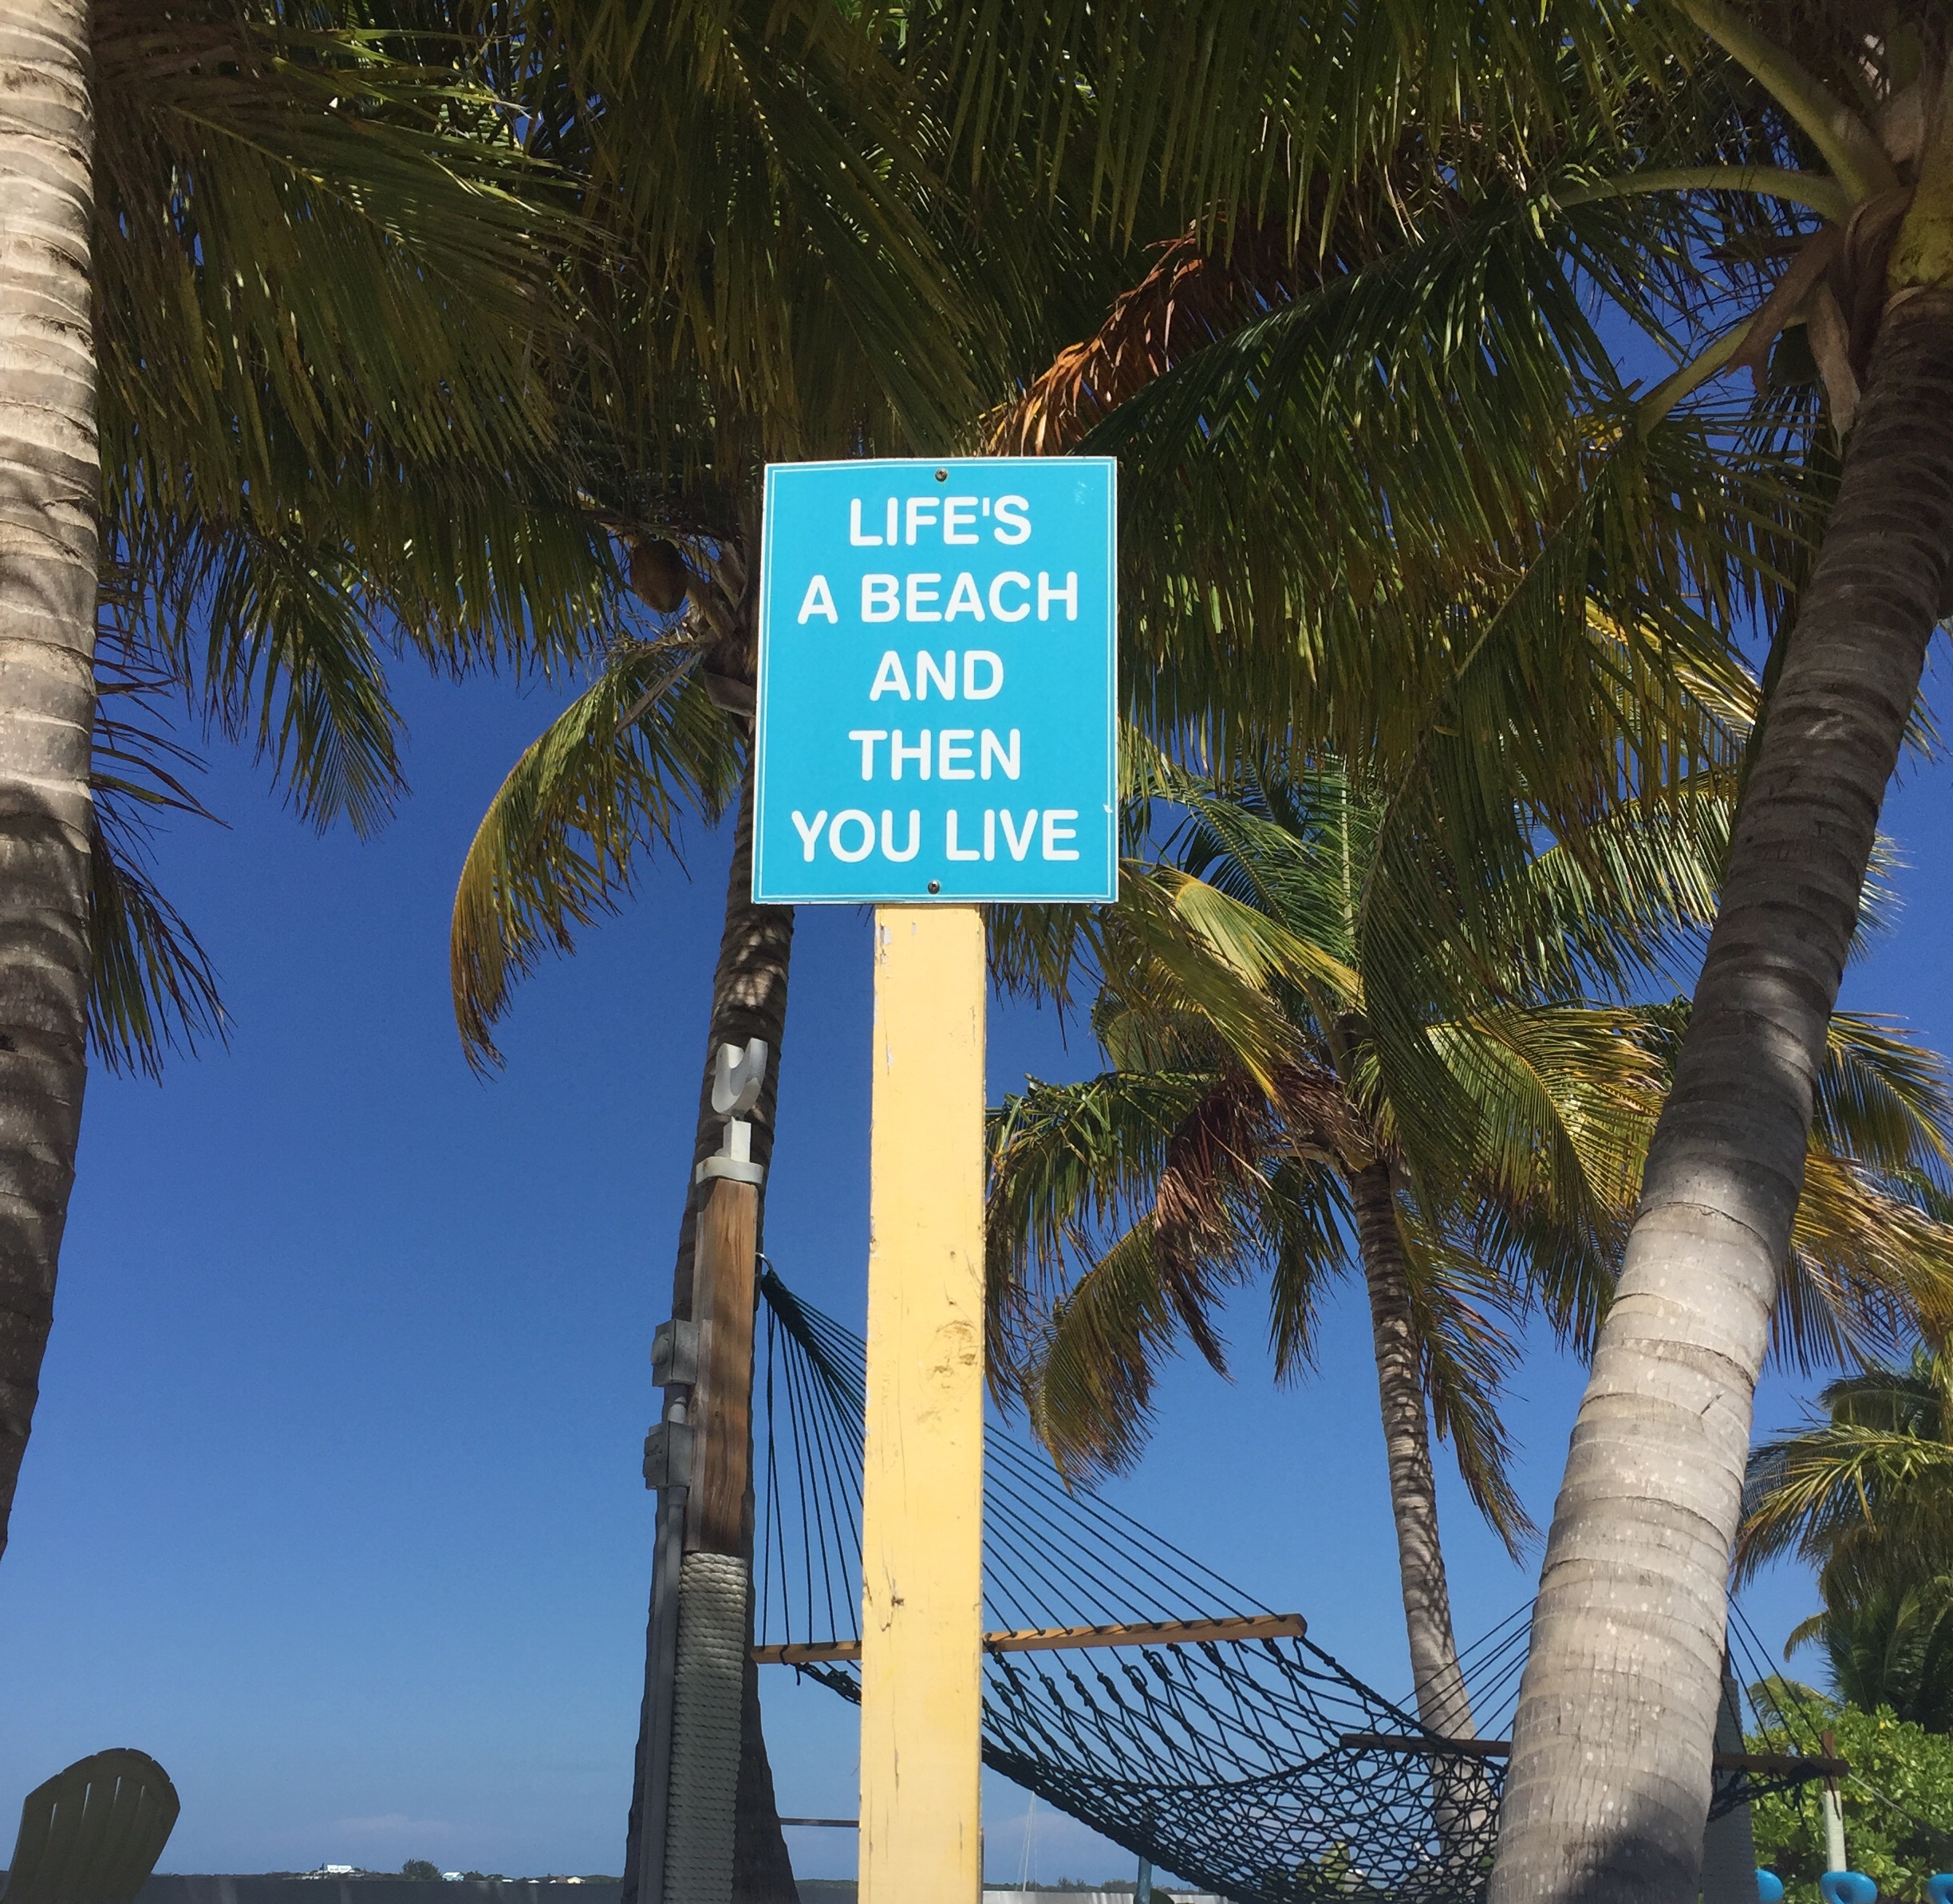 LIFE'S
A BEACH
AND
THEN
YOU LIVE